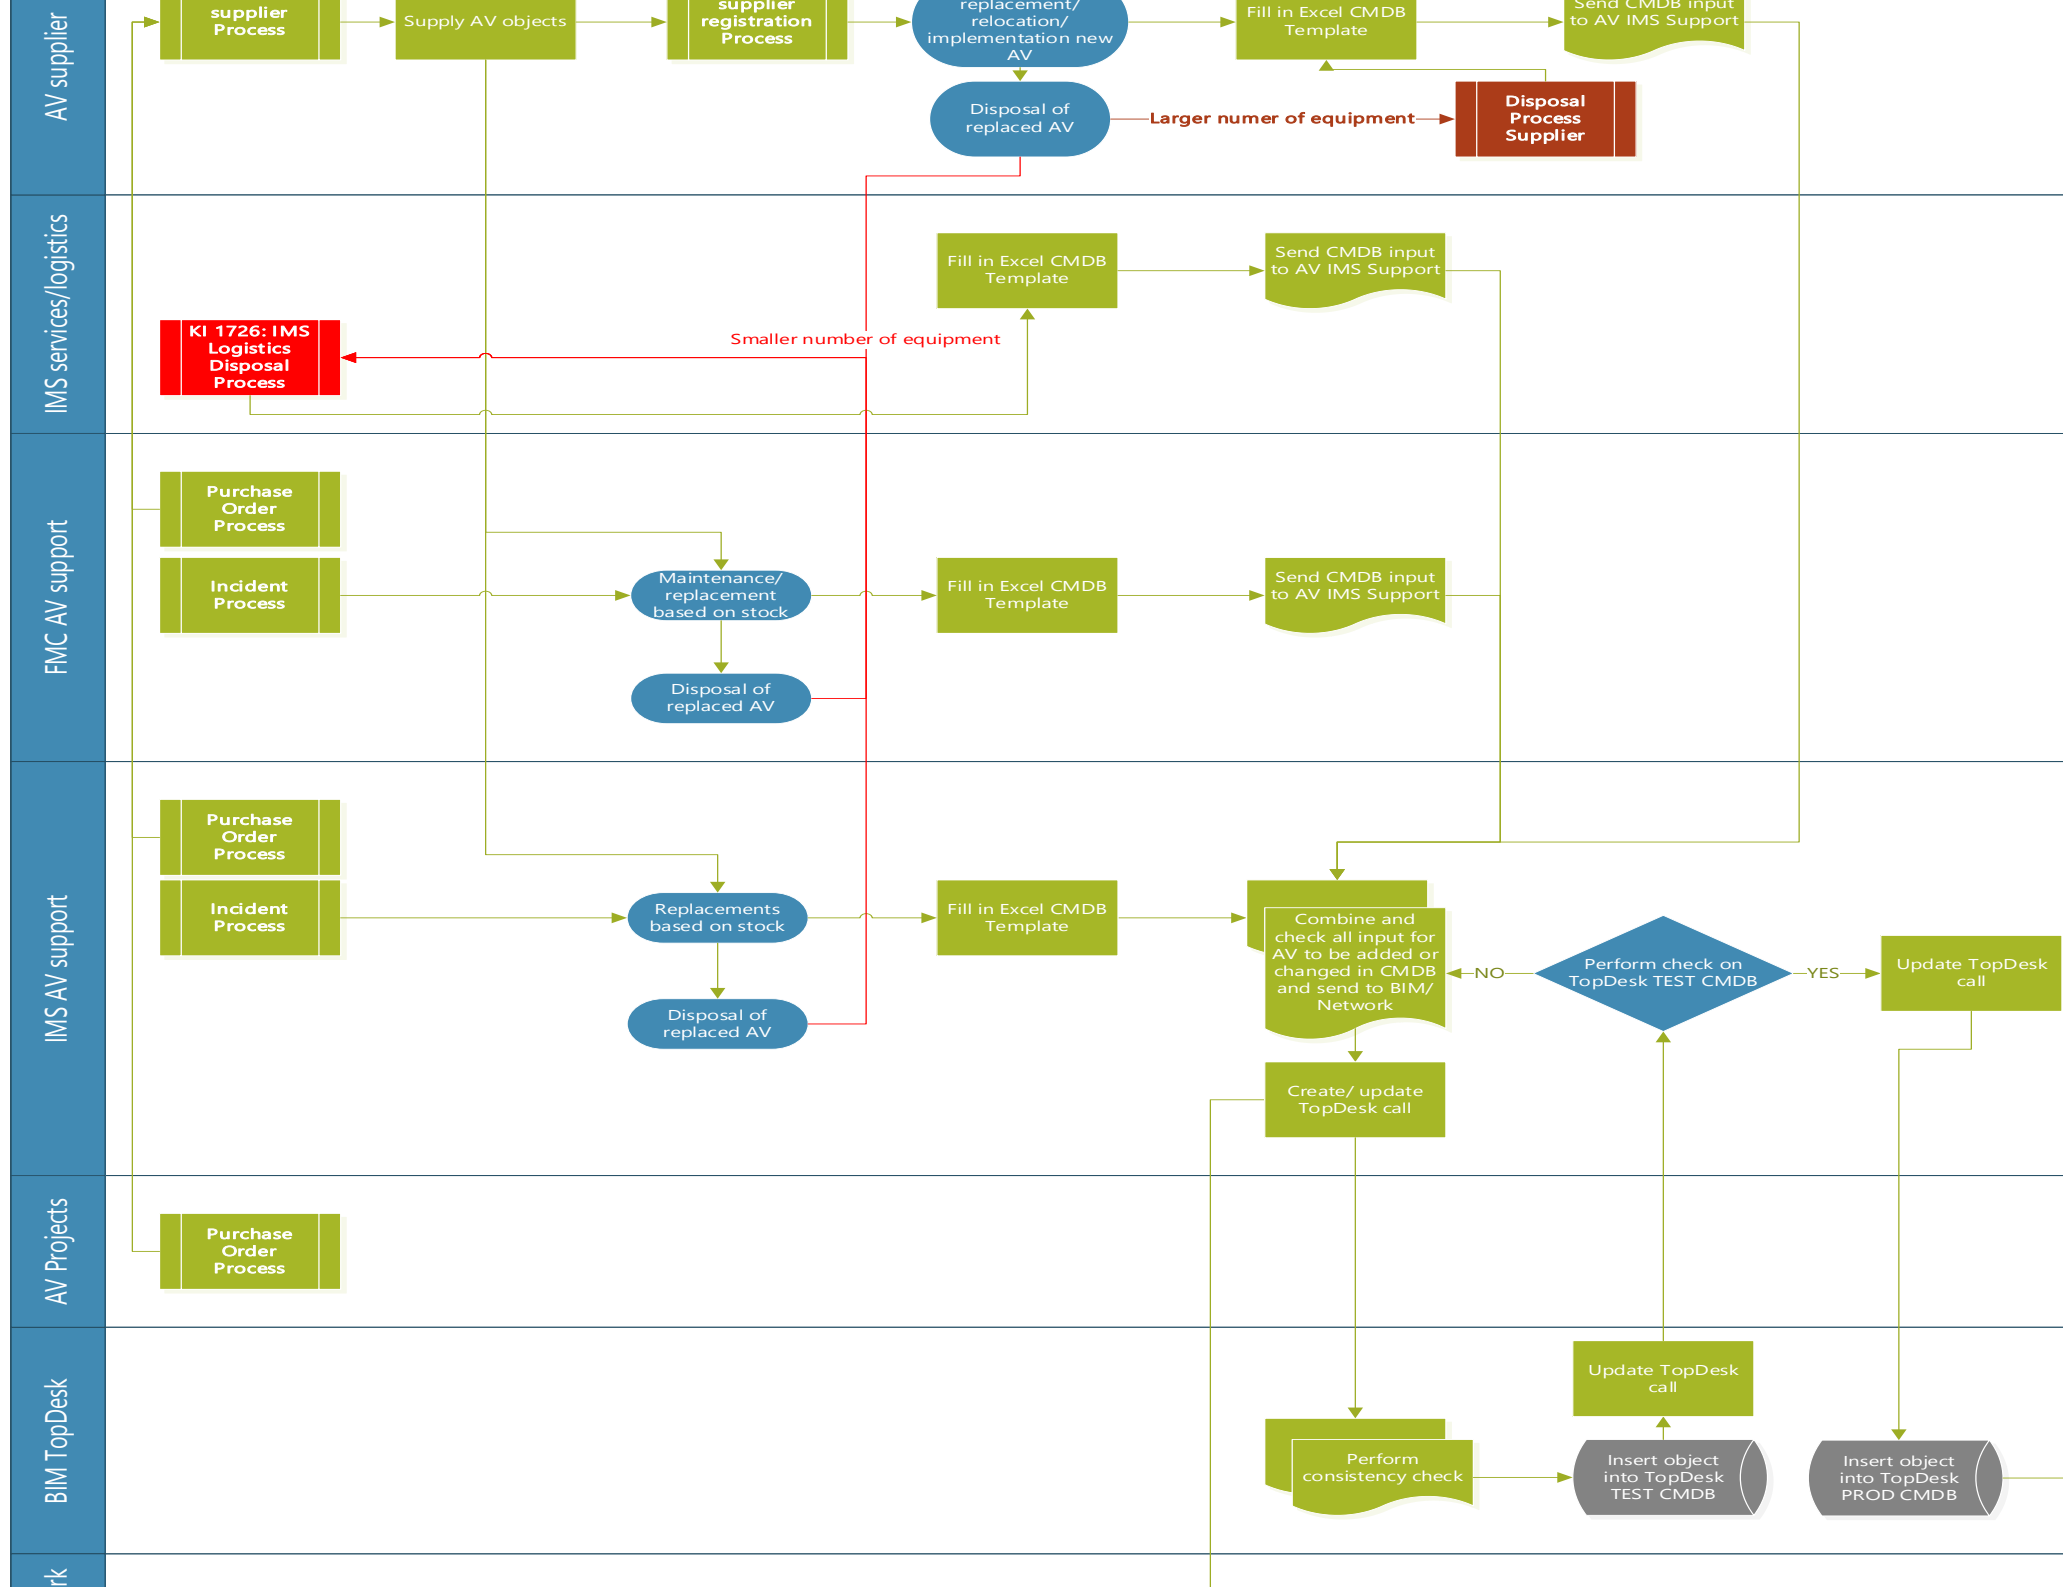 AV supplier
supplier
Process
Supply AV objects
supplier
registration
Process
replacement/
relocation/
implementation new
AV
Fill in Excel CMDB
Template
Send CMDB input
to AV IMS Support
Disposal of
replaced AV
Larger numer of equipment
Disposal
Process
Supplier
IMS services/logistics
Fill in Excel CMDB
Template
Send CMDB input
to AV IMS Support
KI 1726: IMS
Logistics
Disposal
Process
Smaller number of equipment
FMC AV support
Purchase
Order
Process
Incident
Process
Maintenance/
replacement
based on stock
Fill in Excel CMDB
Template
Send CMDB input
to AV IMS Support
Disposal of
replaced AV
IMS AV support
Purchase
Order
Process
Incident
Process
Replacements
based on stock
Fill in Excel CMDB
Template
Combine and
check all input for
AV to be added or
changed in CMDB
and send to BIM/
Network
NO
Perform check on
TopDesk TEST CMDB
YES
Update TopDesk
call
Disposal of
replaced AV
Create/ update
TopDesk call
AV Projects
Purchase
Order
Process
BIM TopDesk
Update TopDesk
call
Perform
consistency check
Insert object
into TopDesk
TEST CMDB
Insert object
into TopDesk
PROD CMDB
rk